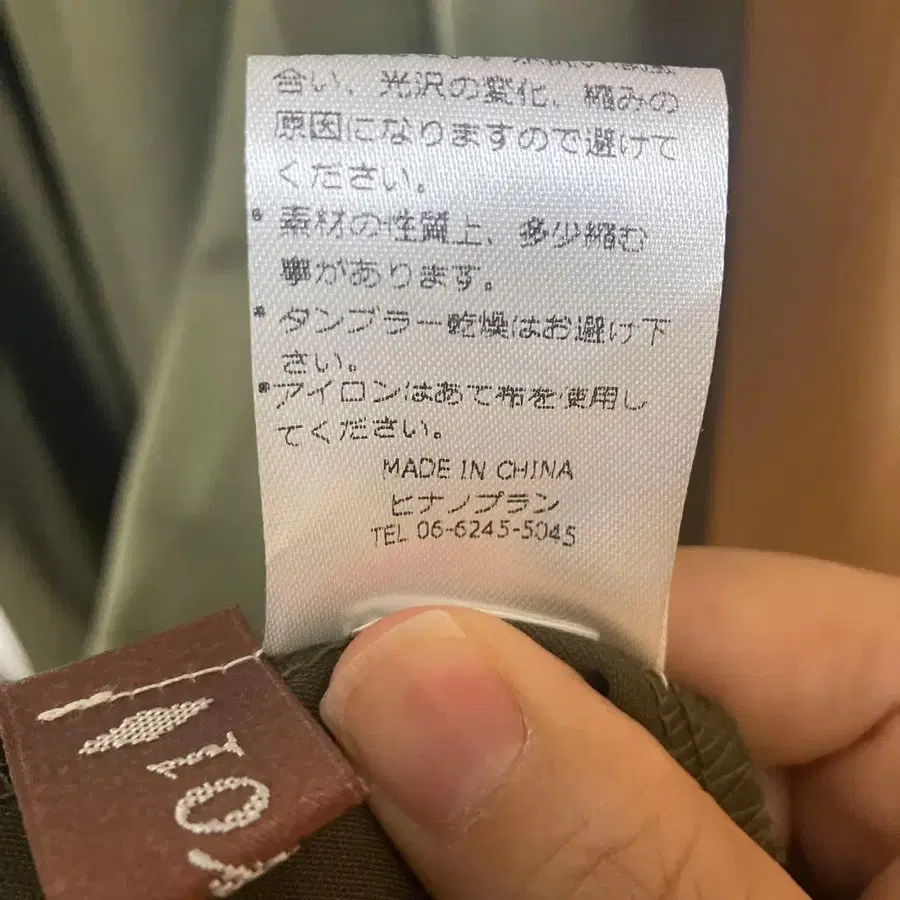 合い、光沢の変化、縮みの
原因になりますので避けて
ください。
* 素材の性質上、多少縮む
事があります。
* タンブラー乾燥はお避け下
さい。
*アイロンはあて布を使用し
てください。
MADE IN CHINA
ヒナノプラン
TEL 06-6245-5045